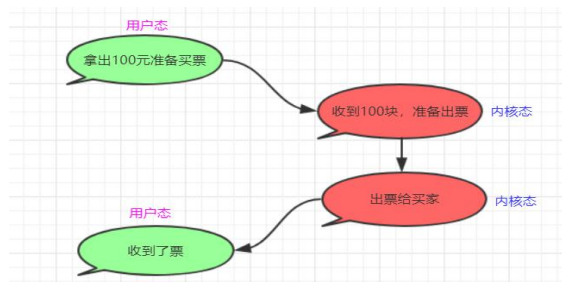 用户态
拿出100元准备买票
收到100块，准备出票
内核态
出票给买家
内核态
用户态
收到了票